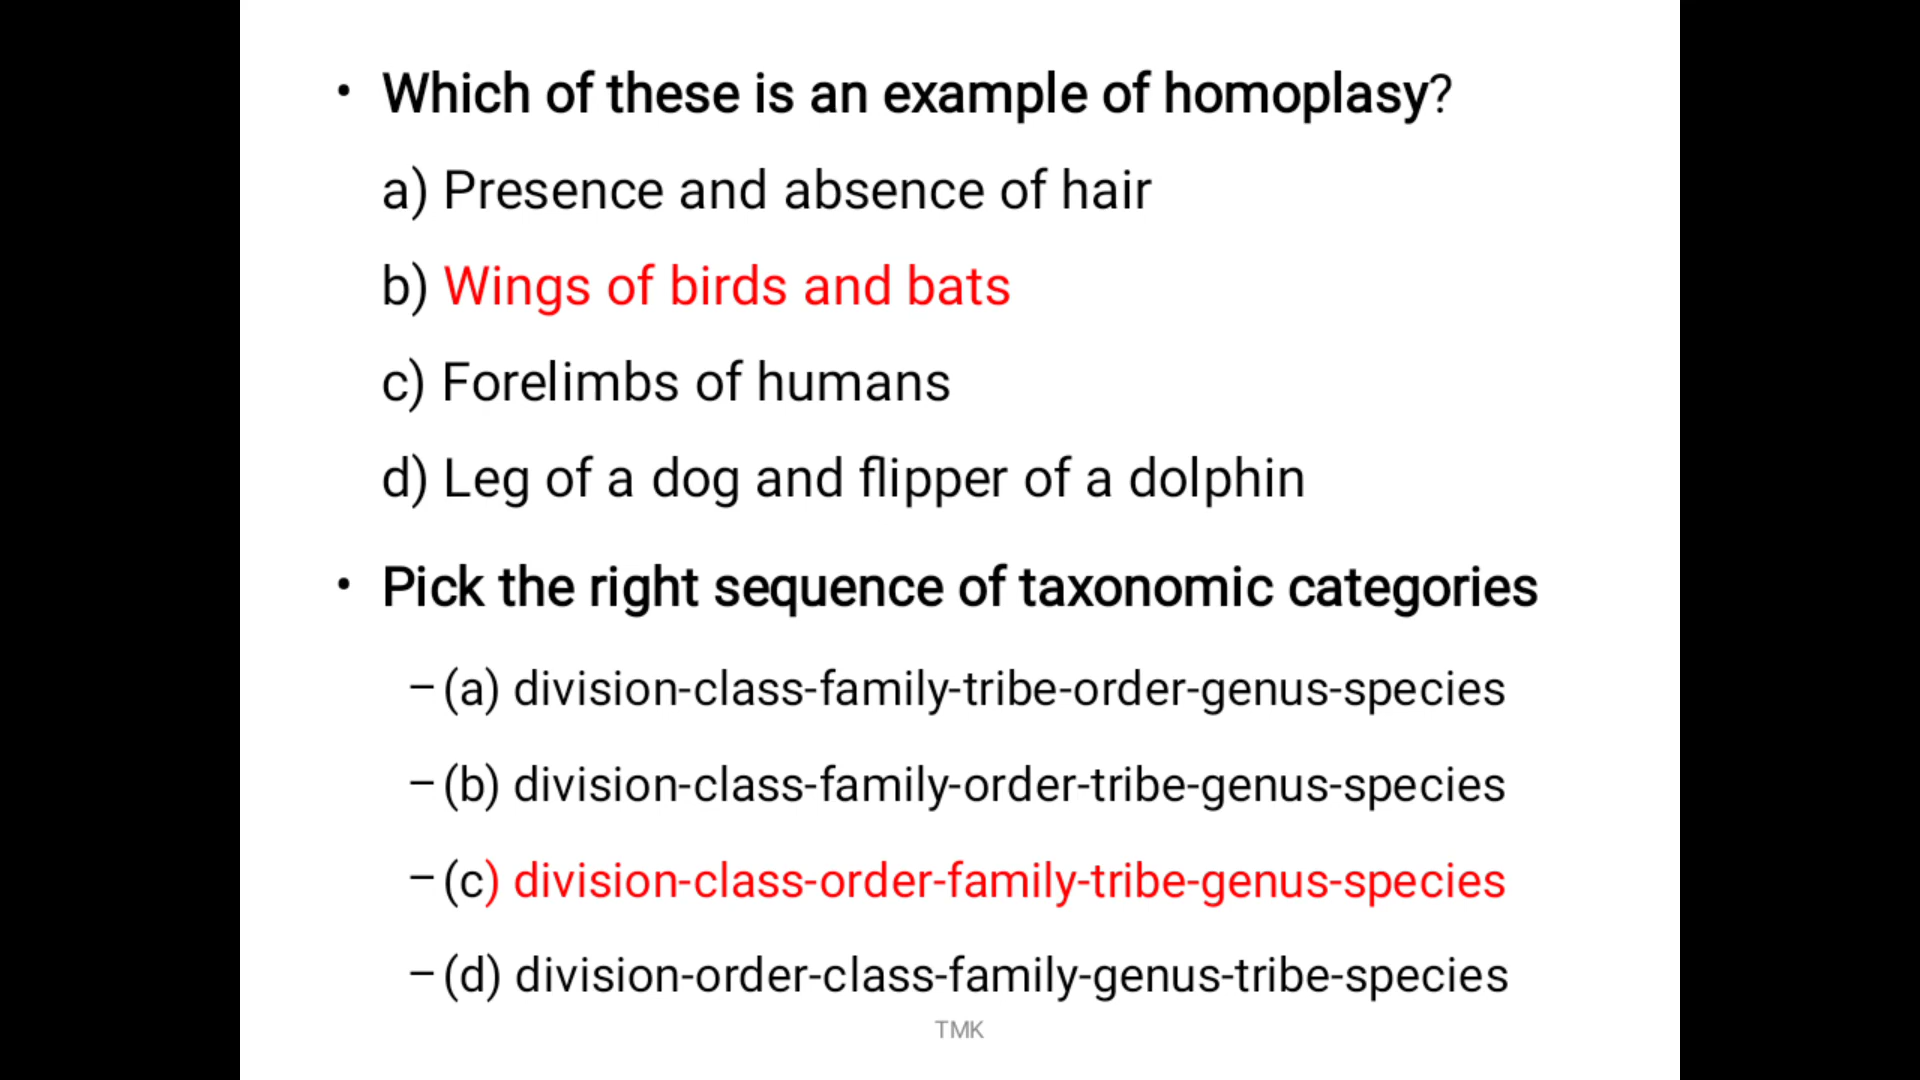 • Which of these is an example of homoplasy?
a) Presence and absence of hair
b) Wings of birds and bats
c) Forelimbs of humans
d) Leg of a dog and flipper of a dolphin
• Pick the right sequence of taxonomic categories
– (a) division-class-family-tribe-order-genus-species
– (b) division-class-family-order-tribe-genus-species
– (c) division-class-order-family-tribe-genus-species
– (d) division-order-class-family-genus-tribe-species
TMK